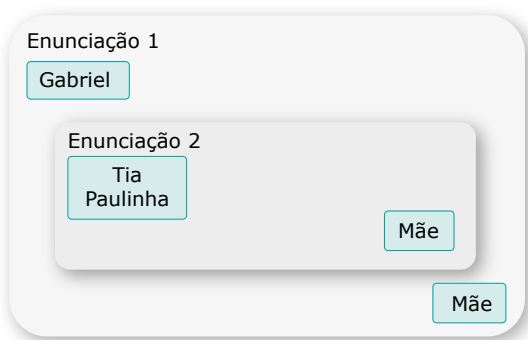 Enunciação 1
Gabriel
Enunciação 2
Tia
Paulinha
Mãe
Mãe